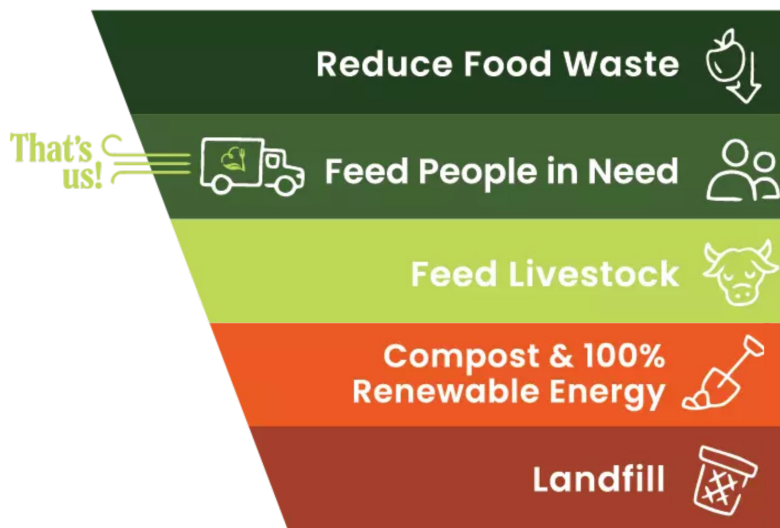 Reduce Food Waste
That's
us!
Feed People in Need
Feed Livestock
Compost & 100%
Renewable Energy
Landfill